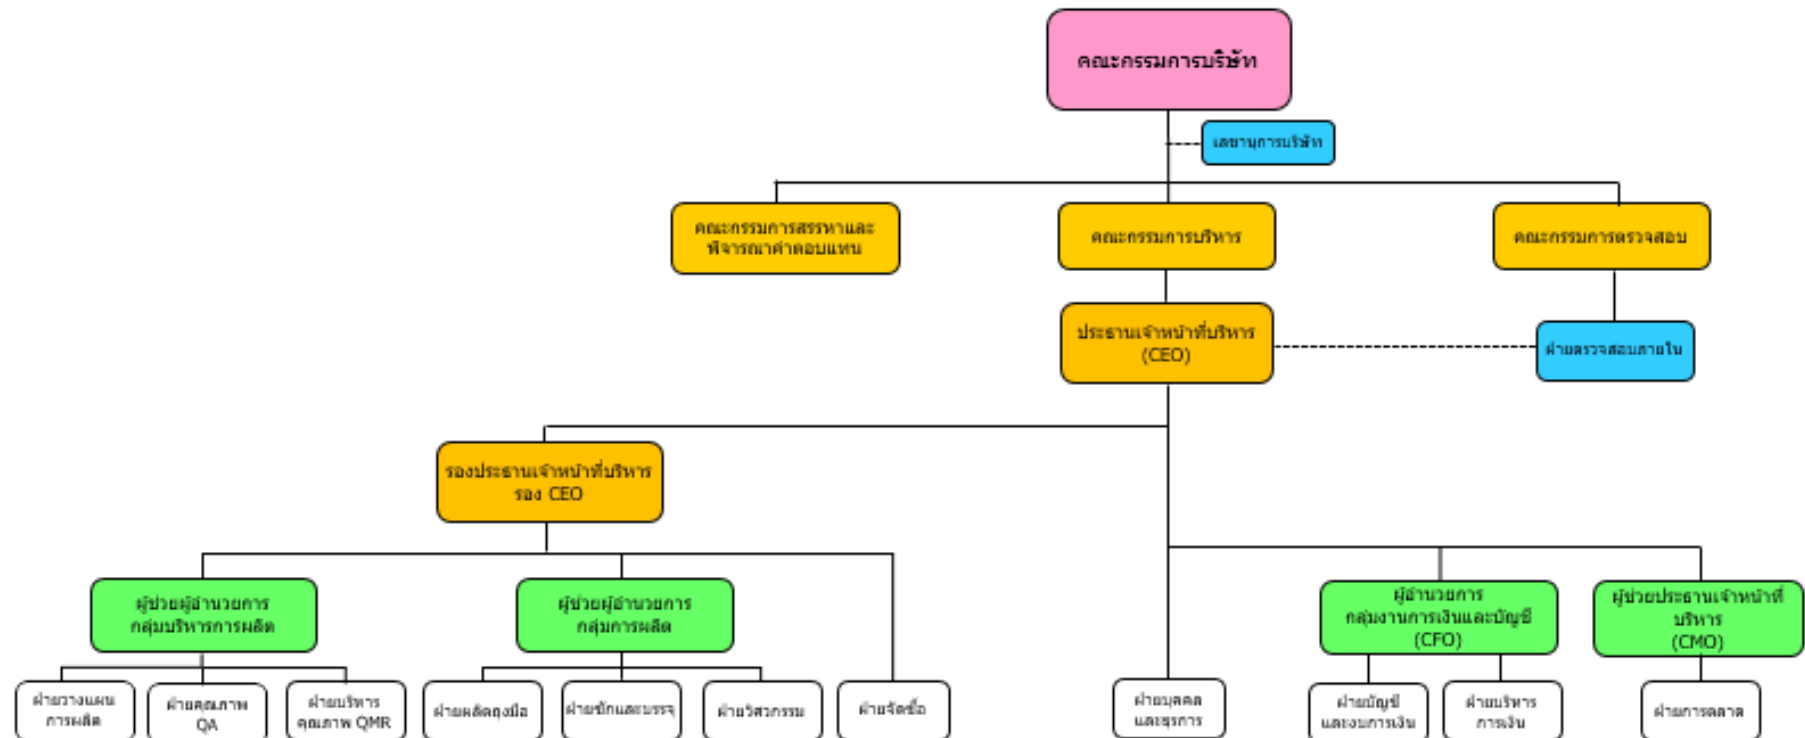 คณะกรรมการบริษัท
เลขานุการบริษัท
คณะกรรมการสรรหาและ
พิจารณาค่าตอบแทน
คณะกรรมการบริหาร
คณะกรรมการตรวจสอบ
ประธานเจ้าหน้าที่บริหาร
(CEO)
ฝ่ายตรวจสอบภายใน
รองประธานเจ้าหน้าที่บริหาร
รอง CEO
ผู้ช่วยผู้อำนวยการ
กลุ่มบริหารการผลิต
ผู้ช่วยผู้อำนวยการ
กลุ่มการผลิต
ผู้อำนวยการ
กลุ่มงานการเงินและบัญชี
(CFO)
ผู้ช่วยประธานเจ้าหน้าที่
บริหาร
(CMO)
ฝ่ายวางแผน
การผลิต
ฝ่ายคุณภาพ
QA
ฝ่ายบริหาร
คุณภาพ QMR
ฝ่ายผลิตถุงมือ
ฝ่ายซักและบรรจุ
ฝ่ายวิศวกรรม
ฝ่ายจัดซื้อ
ฝ่ายบุคคล
และธุรการ
ฝ่ายบัญชี
และงบการเงิน
ฝ่ายบริหาร
การเงิน
ฝ่ายการตลาด